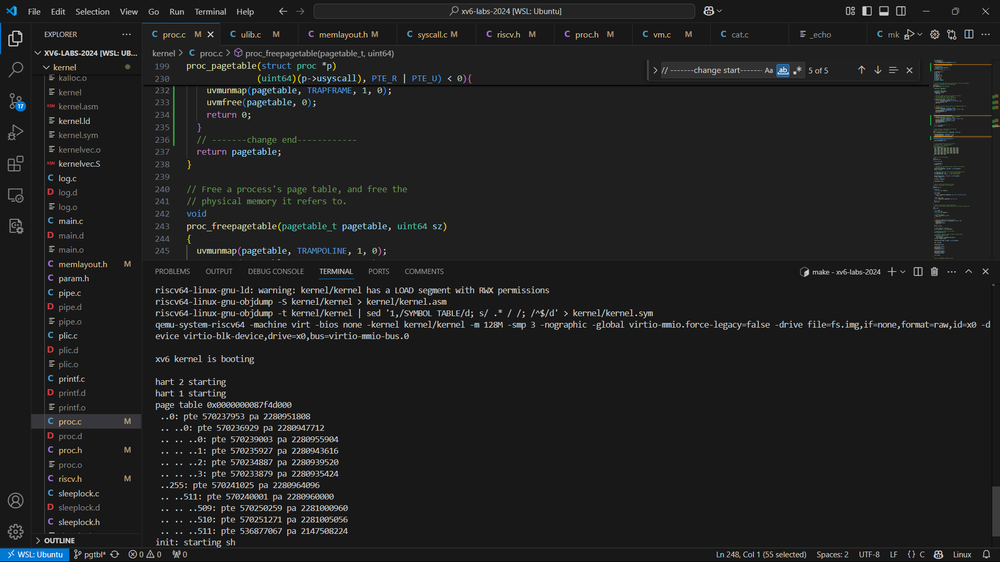 File Edit Selection View Go Run Terminal Help
xv6-labs-2024 [WSL: Ubuntu]
EXPLORER
XV6-LABS-2024 [WSL: UB...
kernel
kalloc.o
kernel
ASM kernel.asm
kernel.ld
kernel.sym
kernelvec.o
ASM kernelvec.S
C log.c
D log.d
log.o
C main.c
D main.d
main.o
C memlayout.h M
C param.h
C pipe.c
D pipe.d
pipe.o
C plic.c
D plic.d
plic.o
C printf.c
D printf.d
printf.o
C proc.c M
D proc.d
C proc.h M
proc.o
C riscv.h M
C sleeplock.c
D sleeplock.d
C sleeplock.h
OUTLINE
17
C proc.c M
C ulib.c M
C memlayout.h M
C syscall.c M
C riscv.h M
C proc.h M
C vm.c M
C cat.c
_echo
C mk
kernel > C proc.c > proc_freepagetable(pagetable_t, uint64)
// -------change start------- Aa ab .* 5 of 5
199 proc_pagetable(struct proc *p)
230 (uint64)(p->usyscall), PTE_R | PTE_U) < 0){
232 uvmunmap(pagetable, TRAPFRAME, 1, 0);
233 uvmfree(pagetable, 0);
234 return 0;
235 }
236 // -------change end------------
237 return pagetable;
238 }
239
240 // Free a process's page table, and free the
241 // physical memory it refers to.
242 void
243 proc_freepagetable(pagetable_t pagetable, uint64 sz)
244 {
245 uvmunmap(pagetable, TRAMPOLINE, 1, 0);
PROBLEMS OUTPUT DEBUG CONSOLE TERMINAL PORTS COMMENTS
make - xv6-labs-2024
riscv64-linux-gnu-ld: warning: kernel/kernel has a LOAD segment with RWX permissions
riscv64-linux-gnu-objdump -S kernel/kernel > kernel/kernel.asm
riscv64-linux-gnu-objdump -t kernel/kernel | sed '1,/SYMBOL TABLE/d; s/ .* / /; /^$/d' > kernel/kernel.sym
qemu-system-riscv64 -machine virt -bios none -kernel kernel/kernel -m 128M -smp 3 -nographic -global virtio-mmio.force-legacy=false -drive file=fs.img,if=none,format=raw,id=x0 -d
evice virtio-blk-device,drive=x0,bus=virtio-mmio-bus.0
xv6 kernel is booting
hart 2 starting
hart 1 starting
page table 0x0000000087f4d000
..0: pte 570237953 pa 2280951808
.. ..0: pte 570236929 pa 2280947712
.. .. ..0: pte 570239003 pa 2280955904
.. .. ..1: pte 570235927 pa 2280943616
.. .. ..2: pte 570234887 pa 2280939520
.. .. ..3: pte 570233879 pa 2280935424
..255: pte 570241025 pa 2280964096
.. ..511: pte 570240001 pa 2280960000
.. .. ..509: pte 570250259 pa 2281000960
.. .. ..510: pte 570251271 pa 2281005056
.. .. ..511: pte 536877067 pa 2147508224
init: starting sh
WSL: Ubuntu pgtbl* 0 0 0 Ln 248, Col 1 (55 selected) Spaces: 2 UTF-8 LF {} C Linux